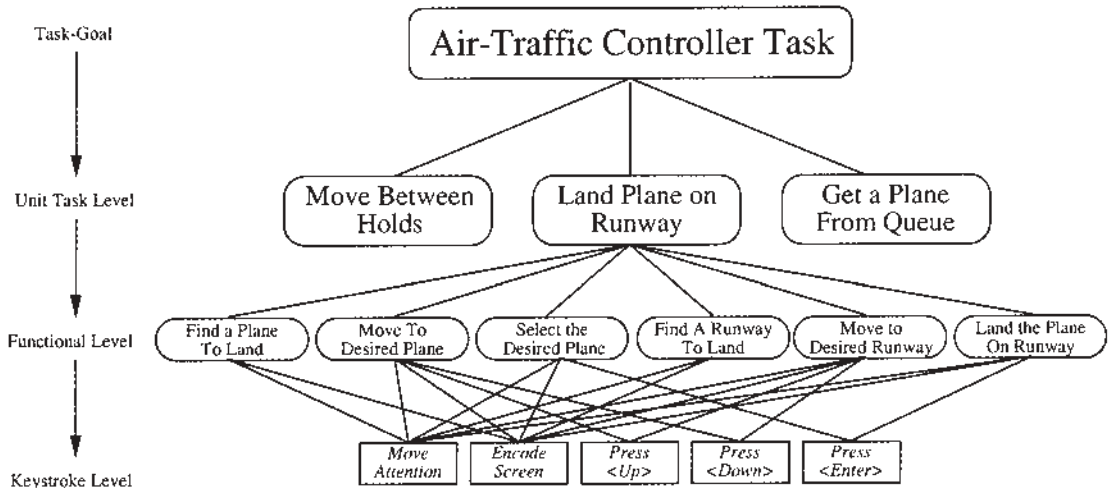 Task-Goal
Air-Traffic Controller Task
Unit Task Level
Move Between
Holds
Land Plane on
Runway
Get a Plane
From Queue
Functional Level
Find a Plane
To Land
Move To
Desired Plane
Select the
Desired Plane
Find A Runway
To Land
Move to
Desired Runway
Land the Plane
On Runway
Keystroke Level
Move
Attention
Encode
Screen
Press
<Up>
Press
<Down>
Press
<Enter>